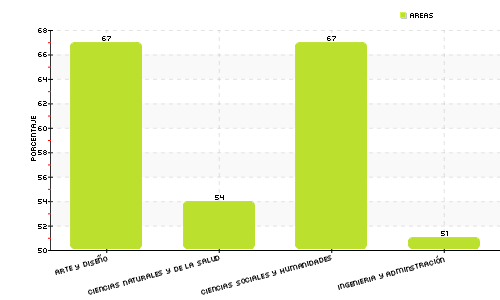 AREAS
PORCENTAJE
68
66
64
62
60
58
56
54
52
50
67
54
67
51
ARTE Y DISEÑO
CIENCIAS NATURALES Y DE LA SALUD
CIENCIAS SOCIALES Y HUMANIDADES
INGENIERIA Y ADMINSTRACIÓN